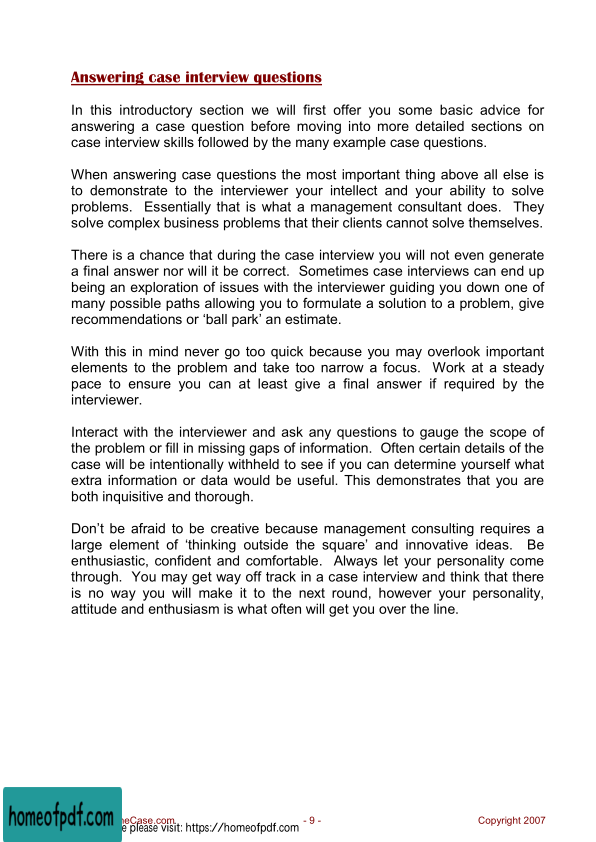 Answering case interview questions
In this introductory section we will first offer you some basic advice for
answering a case question before moving into more detailed sections on
case interview skills followed by the many example case questions.
When answering case questions the most important thing above all else is
to demonstrate to the interviewer your intellect and your ability to solve
problems. Essentially that is what a management consultant does. They
solve complex business problems that their clients cannot solve themselves.
There is a chance that during the case interview you will not even generate
a final answer nor will it be correct. Sometimes case interviews can end up
being an exploration of issues with the interviewer guiding you down one of
many possible paths allowing you to formulate a solution to a problem, give
recommendations or ‘ball park’ an estimate.
With this in mind never go too quick because you may overlook important
elements to the problem and take too narrow a focus. Work at a steady
pace to ensure you can at least give a final answer if required by the
interviewer.
Interact with the interviewer and ask any questions to gauge the scope of
the problem or fill in missing gaps of information. Often certain details of the
case will be intentionally withheld to see if you can determine yourself what
extra information or data would be useful. This demonstrates that you are
both inquisitive and thorough.
Don’t be afraid to be creative because management consulting requires a
large element of ‘thinking outside the square’ and innovative ideas. Be
enthusiastic, confident and comfortable. Always let your personality come
through. You may get way off track in a case interview and think that there
is no way you will make it to the next round, however your personality,
attitude and enthusiasm is what often will get you over the line.
homeofpdf.com
eCase.com - 9 - Copyright 2007
e please visit: https://homeofpdf.com